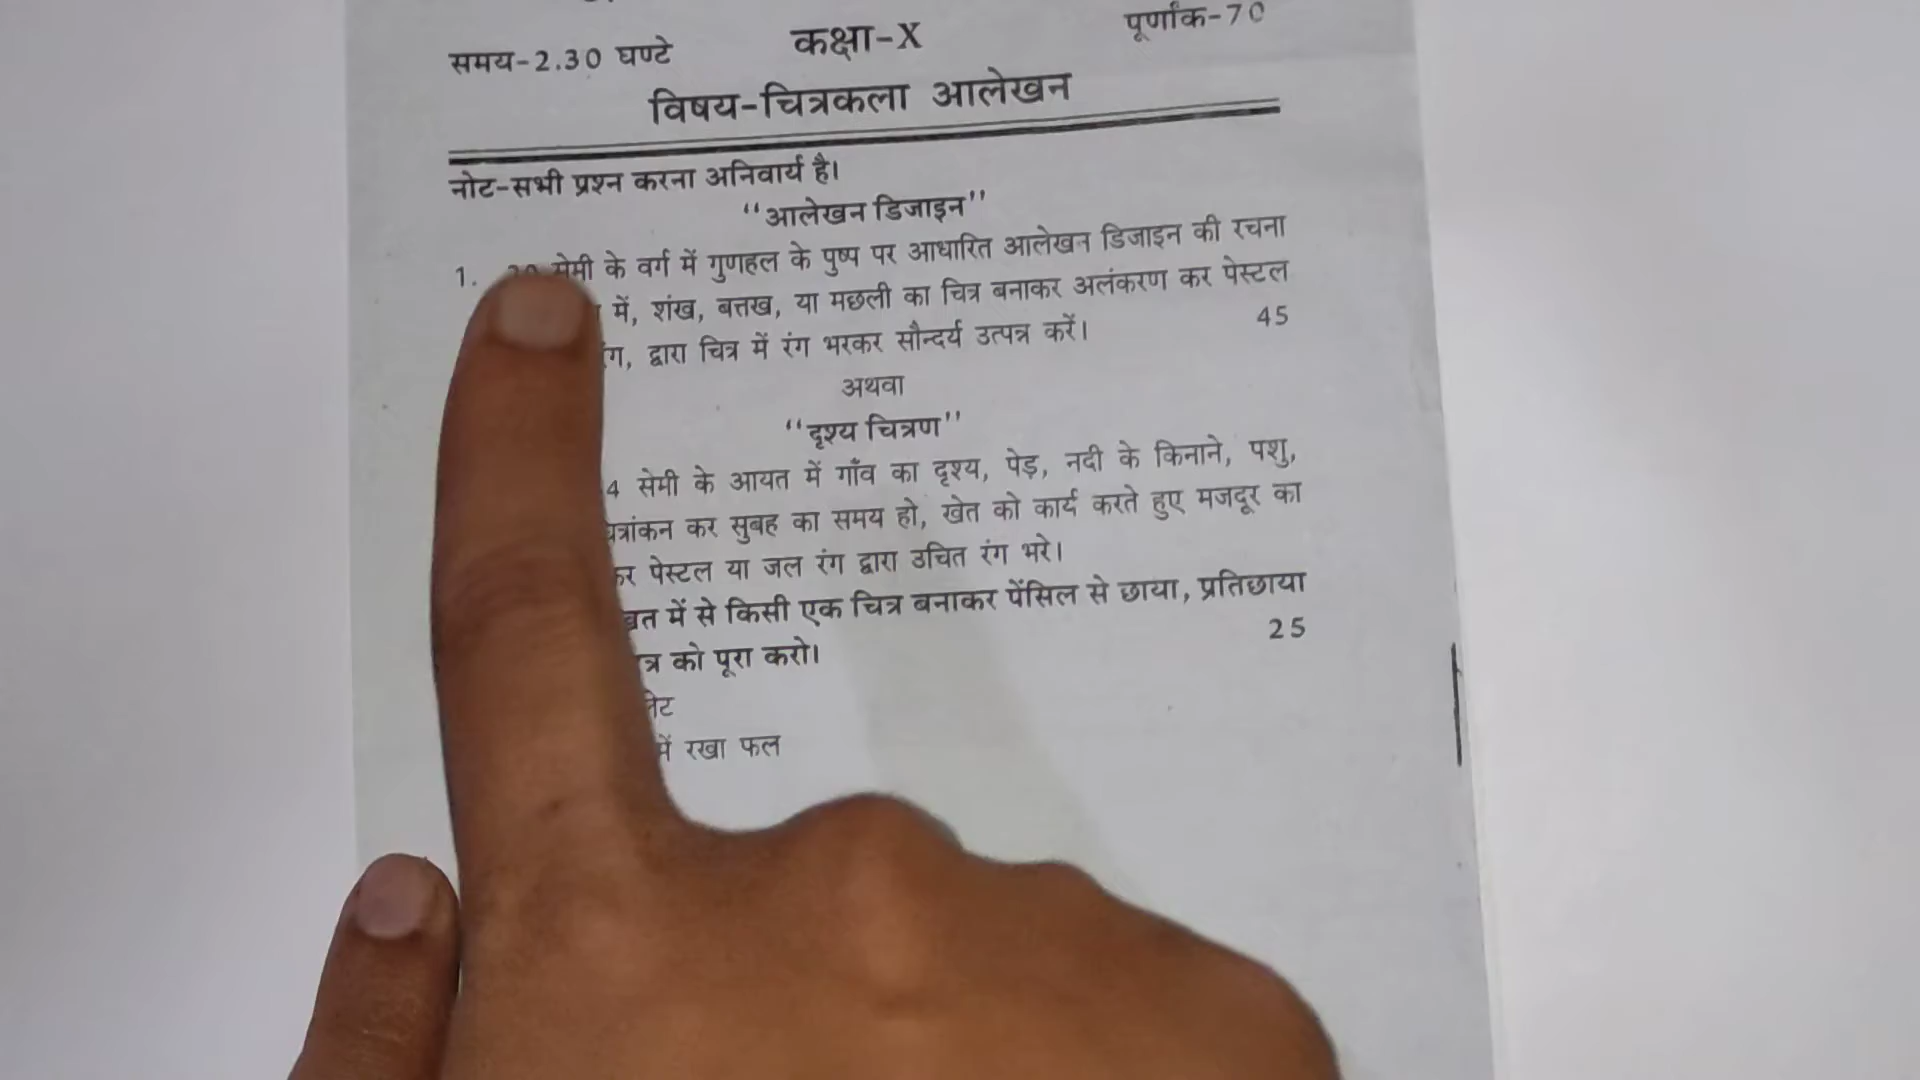 समय-2.30 घण्टे कक्षा-X पूर्णांक-70
विषय-चित्रकला आलेखन
नोट-सभी प्रश्न करना अनिवार्य है।
“आलेखन डिजाइन”
1. सेमी के वर्ग में गुणहल के पुष्प पर आधारित आलेखन डिजाइन की रचना
में, शंख, बत्तख, या मछली का चित्र बनाकर अलंकरण कर पेस्टल
द्वारा चित्र में रंग भरकर सौन्दर्य उत्पत्र करें। 45
अथवा
“दृश्य चित्रण”
4 सेमी के आयत में गाँव का दृश्य, पेड़, नदी के किनाने, पशु,
कर सुबह का समय हो, खेत को कार्य करते हुए मजदूर का
पेस्टल या जल रंग द्वारा उचित रंग भरे।
में से किसी एक चित्र बनाकर पेंसिल से छाया, प्रतिछाया
को पूरा करो। 25
में रखा फल